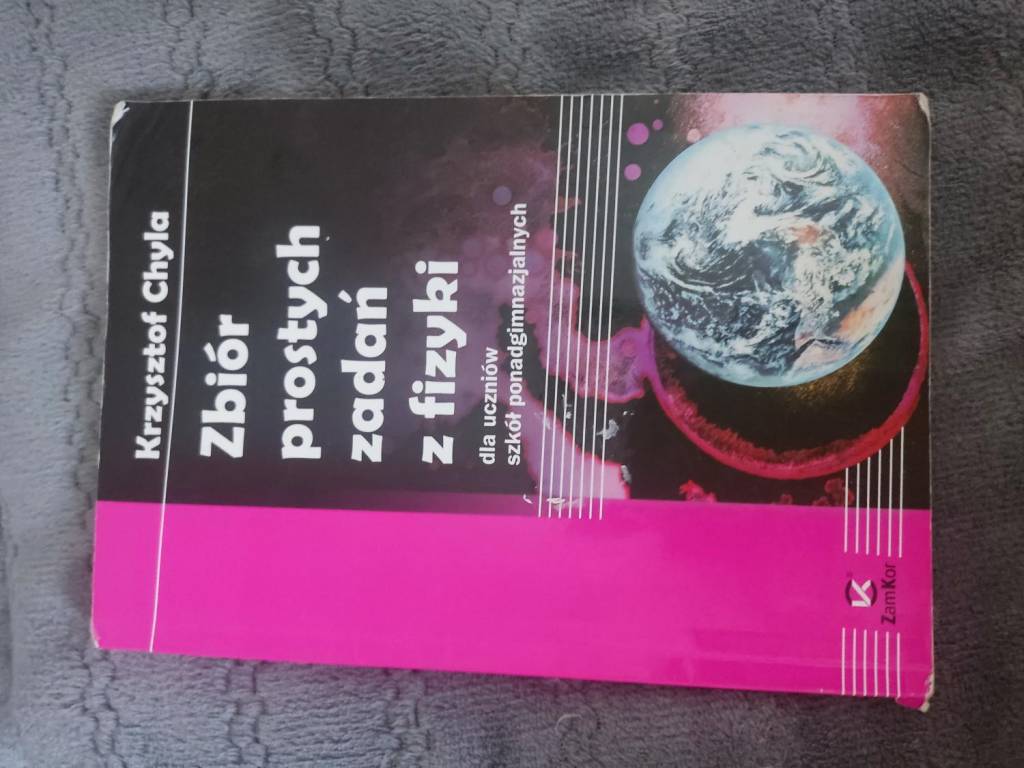 Krzysztof Chyla
Zbiór
prostych
zadań
z fizyki
dla uczniów
szkół ponadgimnazjalnych
ZamKor